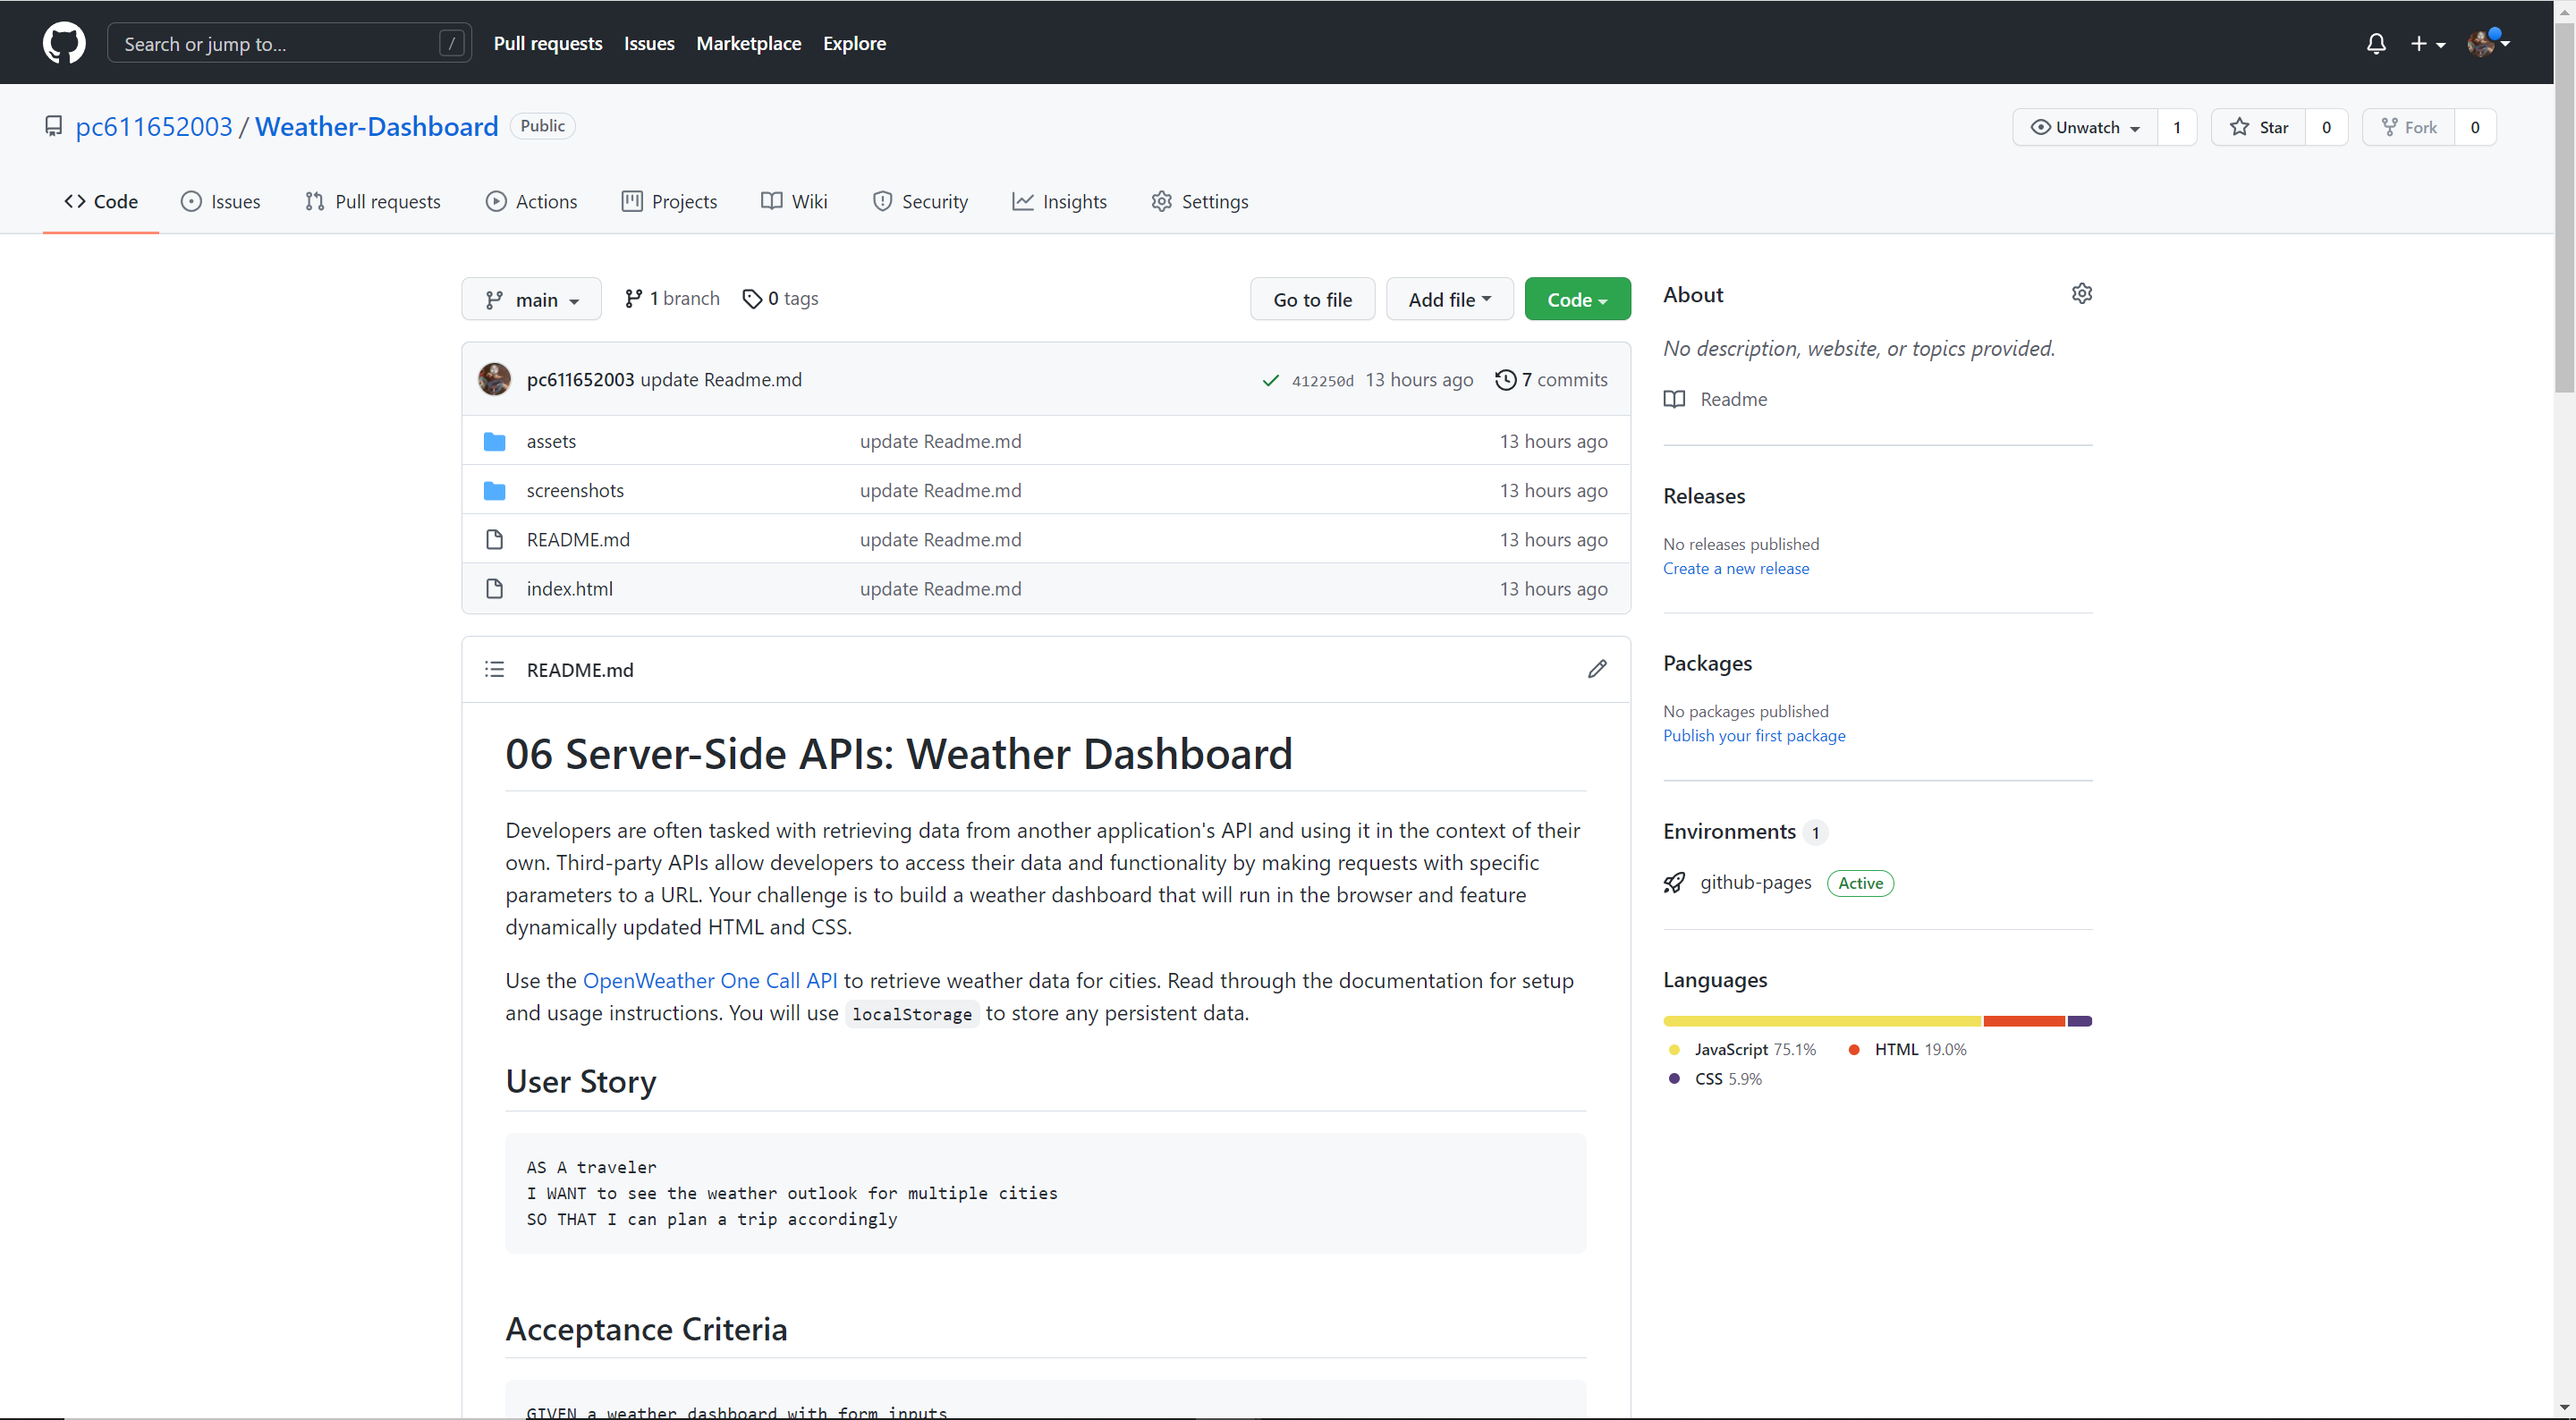 Search or jump to... /
Pull requests Issues Marketplace Explore
pc611652003 / Weather-Dashboard Public
Unwatch 1 Star 0 Fork 0
Code Issues Pull requests Actions Projects Wiki Security Insights Settings
main 1 branch 0 tags Go to file Add file Code
pc611652003 update Readme.md 412250d 13 hours ago 7 commits
assets update Readme.md 13 hours ago
screenshots update Readme.md 13 hours ago
README.md update Readme.md 13 hours ago
index.html update Readme.md 13 hours ago
README.md
06 Server-Side APIs: Weather Dashboard
Developers are often tasked with retrieving data from another application's API and using it in the context of their
own. Third-party APIs allow developers to access their data and functionality by making requests with specific
parameters to a URL. Your challenge is to build a weather dashboard that will run in the browser and feature
dynamically updated HTML and CSS.
Use the OpenWeather One Call API to retrieve weather data for cities. Read through the documentation for setup
and usage instructions. You will use localStorage to store any persistent data.
User Story
AS A traveler
I WANT to see the weather outlook for multiple cities
SO THAT I can plan a trip accordingly
Acceptance Criteria
GIVEN a weather dashboard with form inputs
About
No description, website, or topics provided.
Readme
Releases
No releases published
Create a new release
Packages
No packages published
Publish your first package
Environments 1
github-pages Active
Languages
JavaScript 75.1% HTML 19.0%
CSS 5.9%